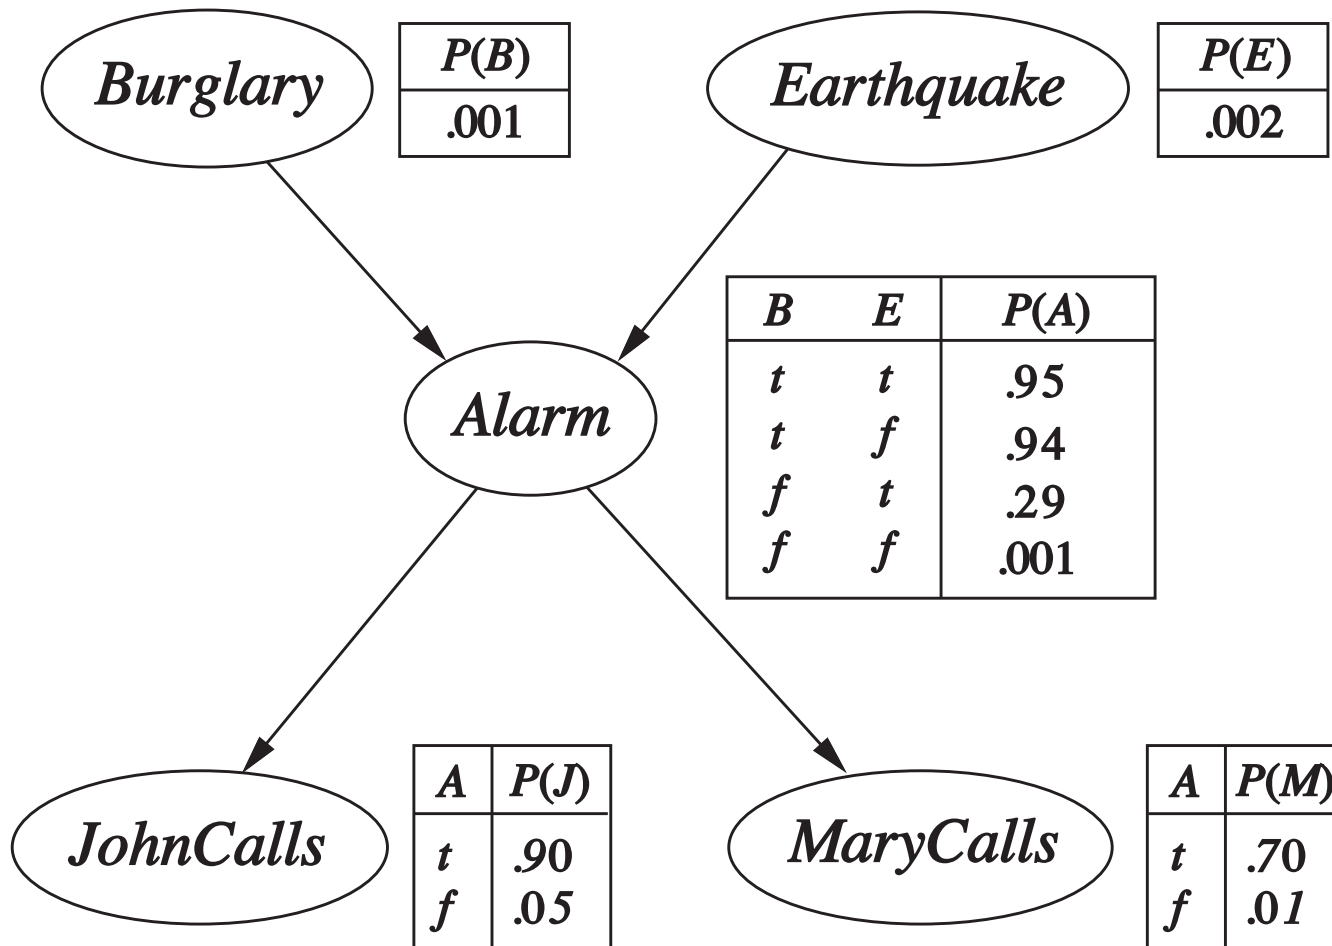 Burglary
P(B)
.001
Earthquake
P(E)
.002
Alarm
B E P(A)
t t .95
t f .94
f t .29
f f .001
JohnCalls
A P(J)
t .90
f .05
MaryCalls
A P(M)
t .70
f .01